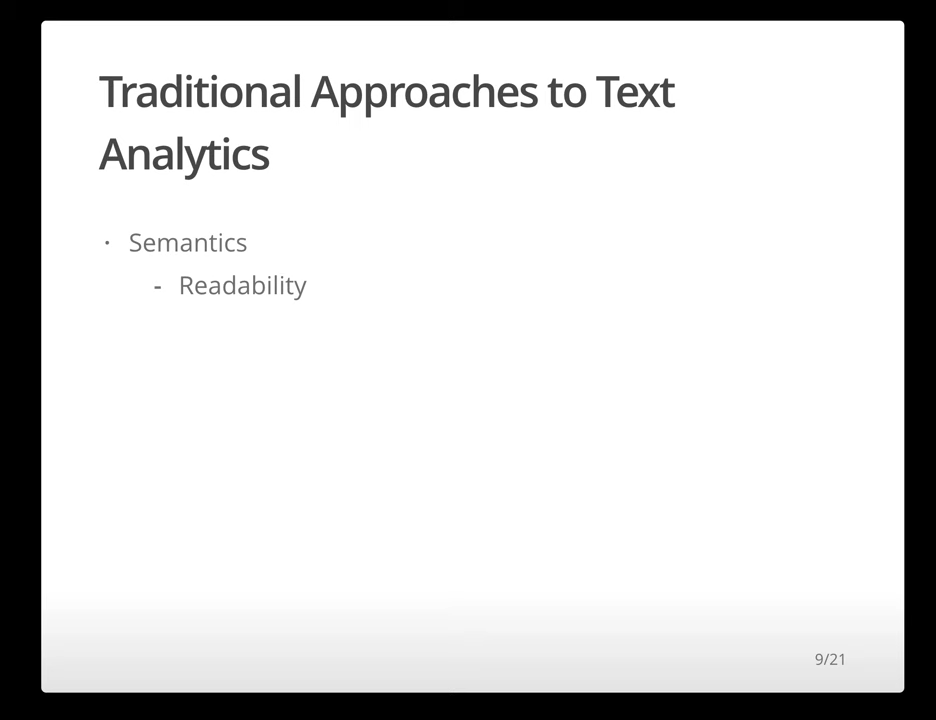 Traditional Approaches to Text
Analytics
· Semantics
- Readability
9/21